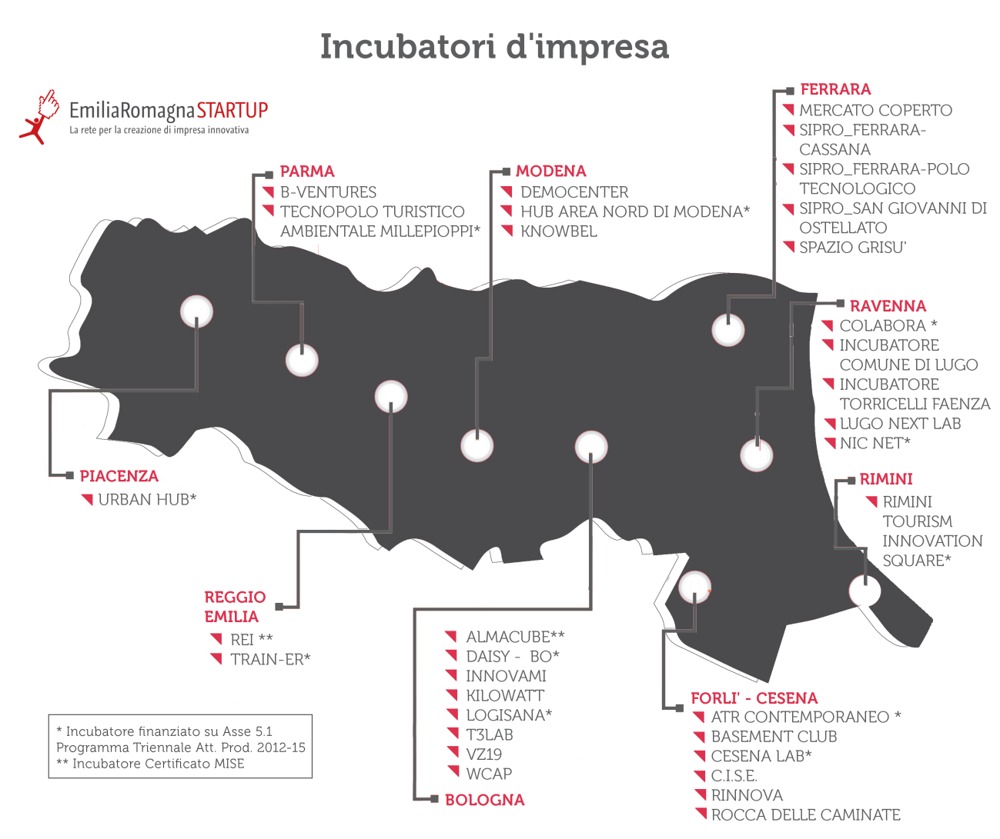 Incubatori d'impresa
EmiliaRomagnaSTARTUP
La rete per la creazione di impresa innovativa
FERRARA
MERCATO COPERTO
SIPRO_FERRARA-
CASSANA
SIPRO_FERRARA-POLO
TECNOLOGICO
SIPRO_SAN GIOVANNI DI
OSTELLATO
SPAZIO GRISU'
PARMA
B-VENTURES
TECNOPOLO TURISTICO
AMBIENTALE MILLEPIOPPI*
MODENA
DEMOCENTER
HUB AREA NORD DI MODENA*
KNOWBEL
RAVENNA
COLABORA *
INCUBATORE
COMUNE DI LUGO
INCUBATORE
TORRICELLI FAENZA
LUGO NEXT LAB
NIC NET*
PIACENZA
URBAN HUB*
RIMINI
RIMINI
TOURISM
INNOVATION
SQUARE*
REGGIO
EMILIA
REI **
TRAIN-ER*
ALMACUBE**
DAISY - BO*
INNOVAMI
KILOWATT
LOGISANA*
T3LAB
VZ19
WCAP
BOLOGNA
FORLI' - CESENA
ATR CONTEMPORANEO *
BASEMENT CLUB
CESENA LAB*
C.I.S.E.
RINNOVA
ROCCA DELLE CAMINATE
* Incubatore finanziato su Asse 5.1
Programma Triennale Att. Prod. 2012-15
** Incubatore Certificato MISE